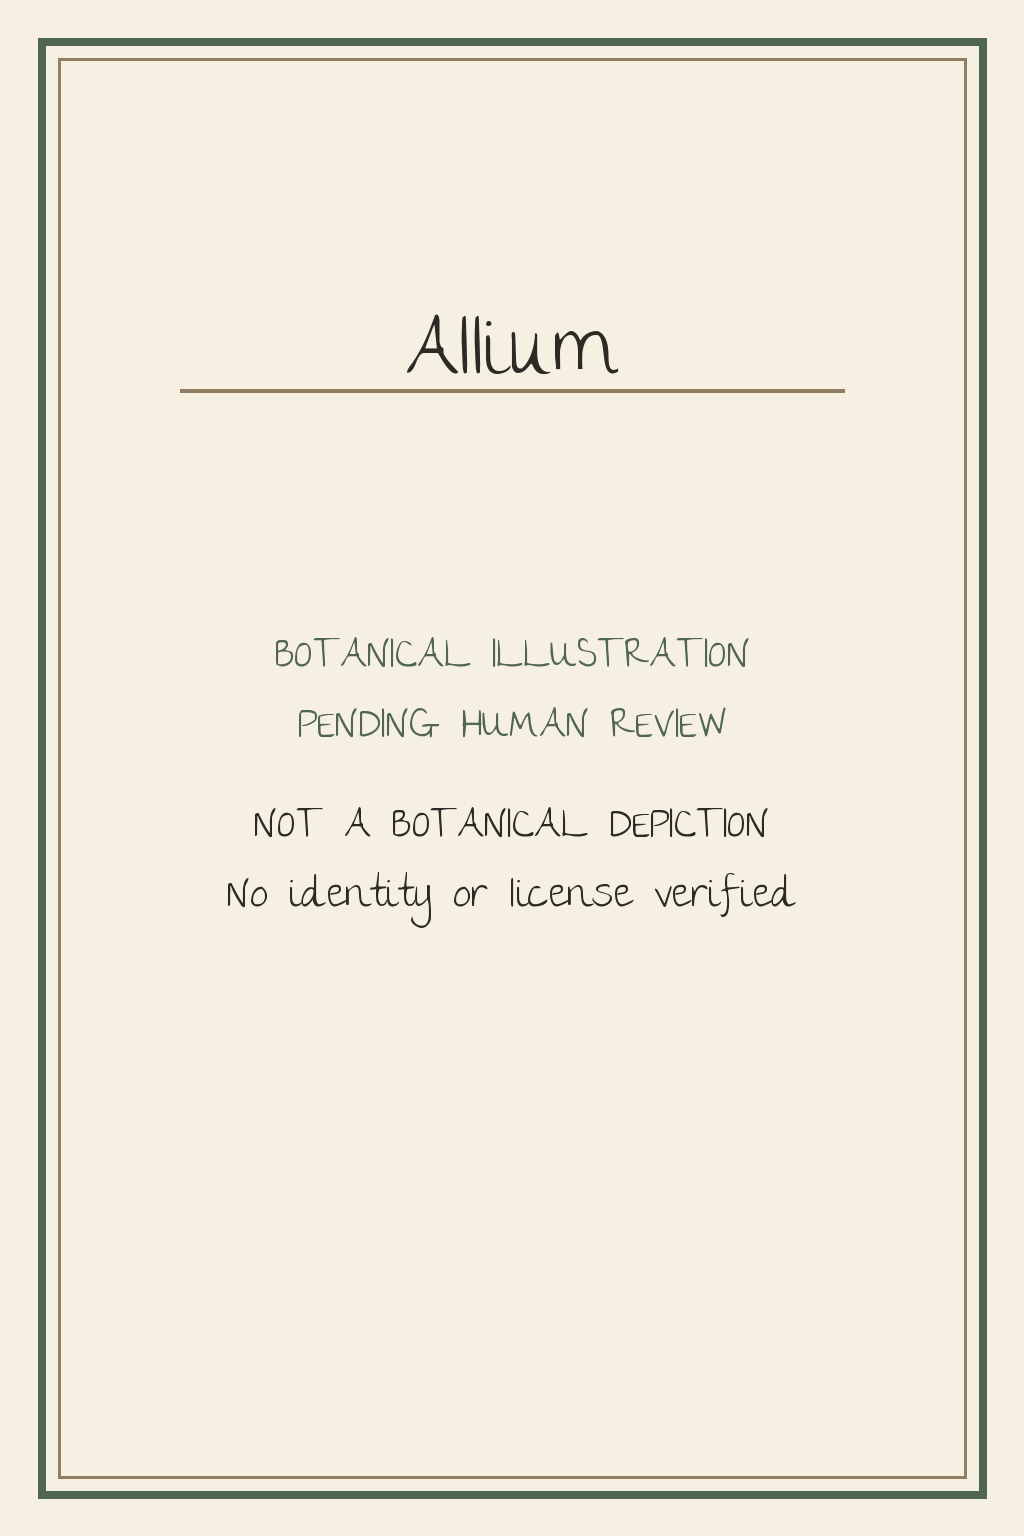 Allium
BOTANICAL ILLUSTRATION
PENDING HUMAN REVIEW
NOT A BOTANICAL DEPICTION
No identity or license verified